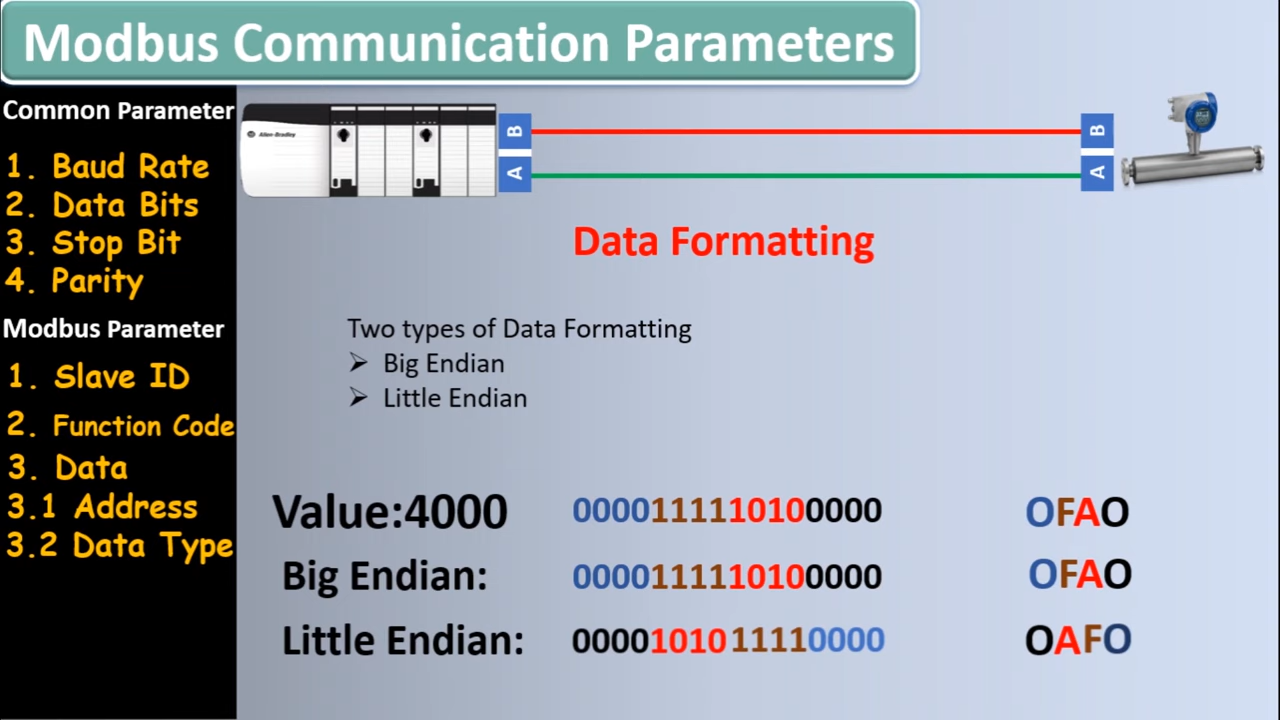 Modbus Communication Parameters
Common Parameter
1. Baud Rate
2. Data Bits
3. Stop Bit
4. Parity
Modbus Parameter
1. Slave ID
2. Function Code
3. Data
3.1 Address
3.2 Data Type
Allen-Bradley
B
A
B
A
Data Formatting
Two types of Data Formatting
➢ Big Endian
➢ Little Endian
Value:4000 0000111110100000 OFAO
Big Endian: 0000111110100000 OFAO
Little Endian: 0000101011110000 OAFO